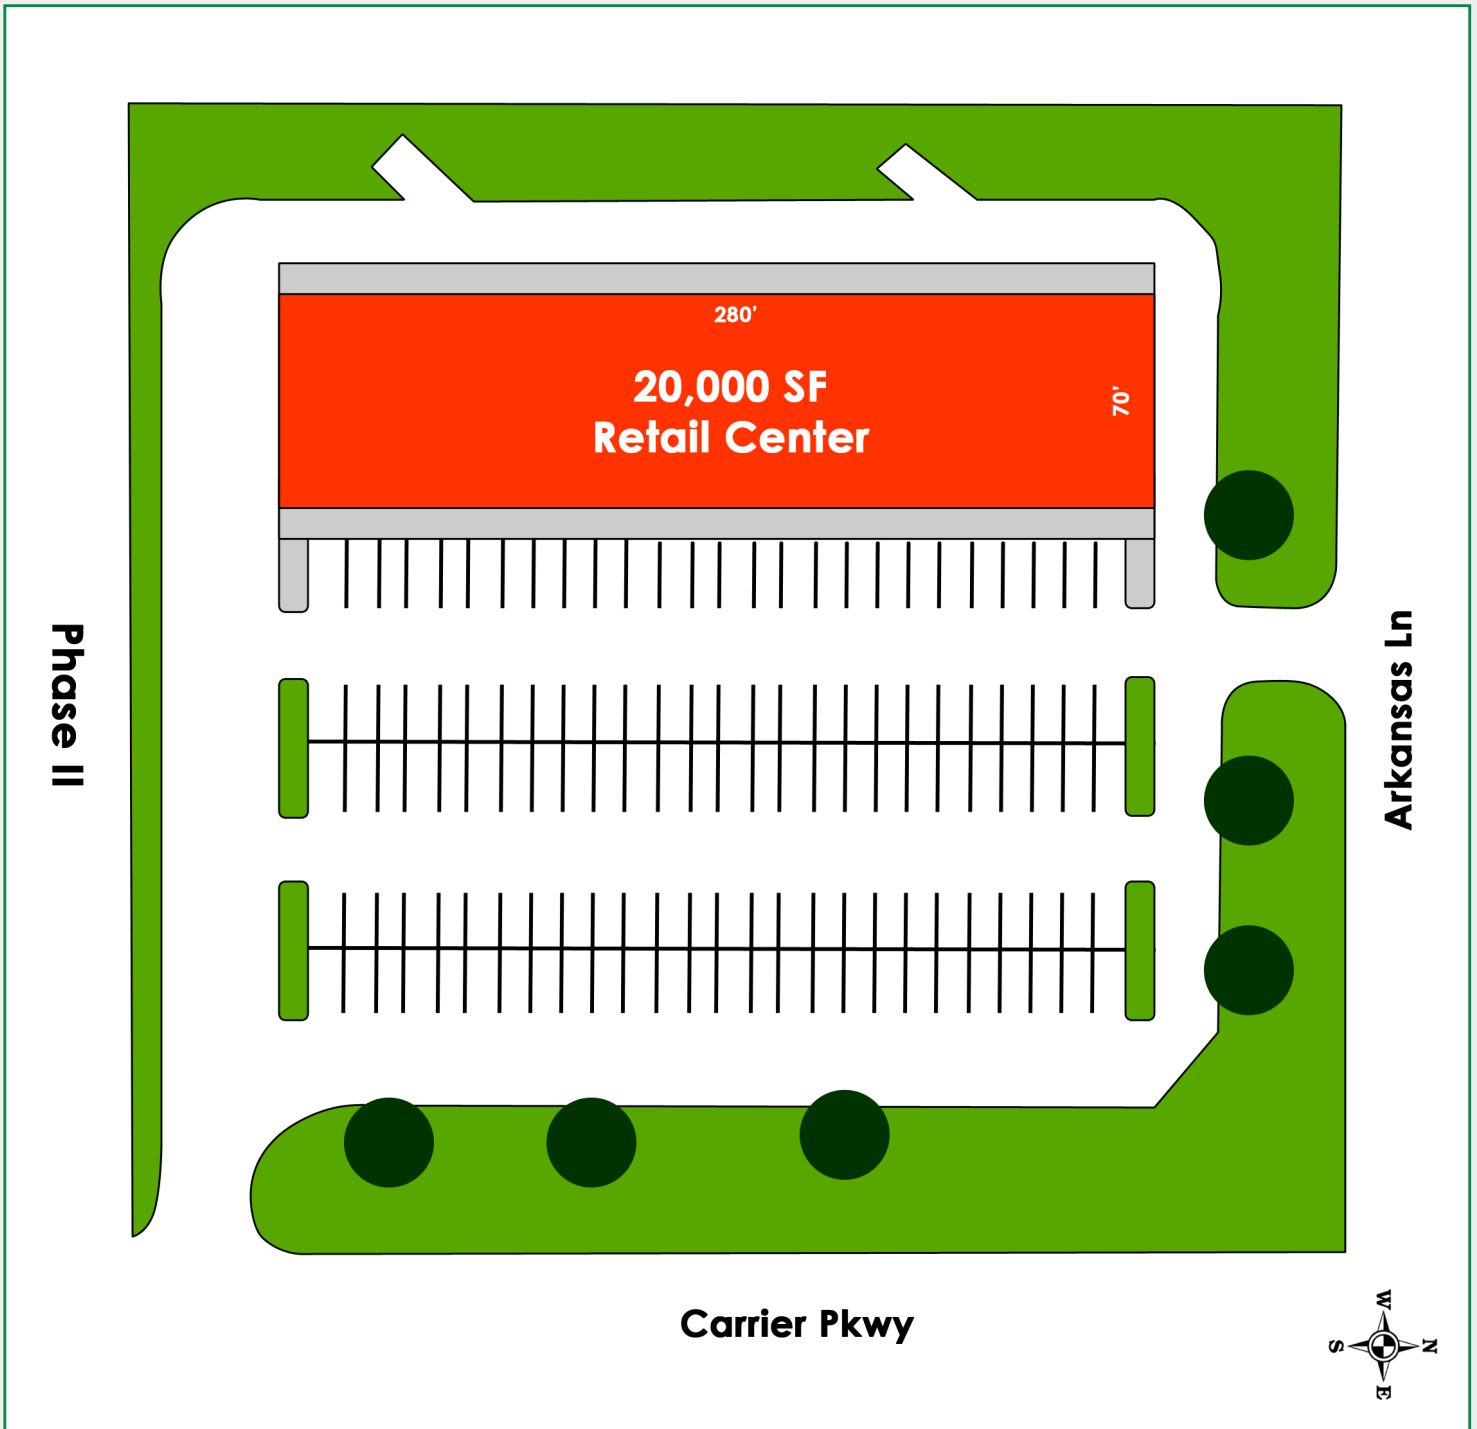 280’
20,000 SF
Retail Center
70’
Phase II
Arkansas Ln
Carrier Pkwy
W
S
N
E